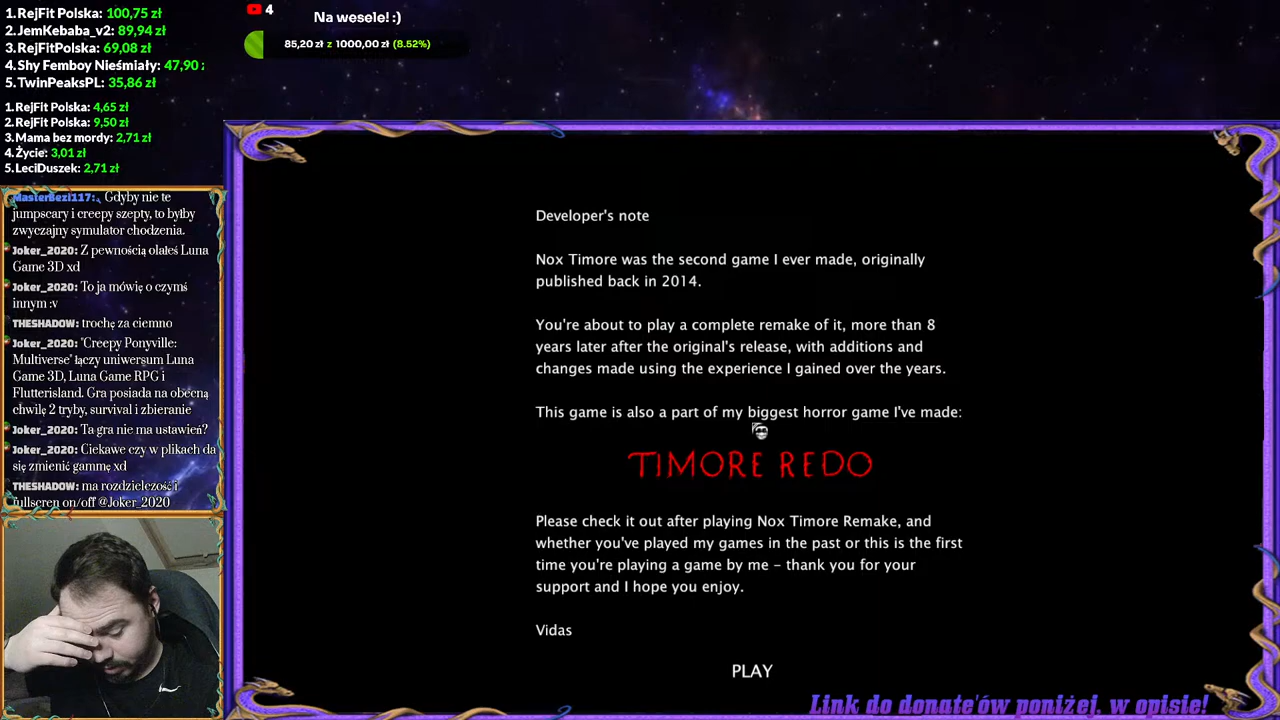 1.RejFit Polska: 100,75 zł
2.JemKebaba_v2: 89,94 zł
3.RejFitPolska: 69,08 zł
4.Shy Femboy Nieśmiały: 47,90
5.TwinPeaksPL: 35,86 zł
1.RejFit Polska: 4,65 zł
2.RejFit Polska: 9,50 zł
3.Mama bez mordy: 2,71 zł
4.Życie: 3,01 zł
5.LeciDuszek: 2,71 zł
4
Na wesele! :)
85,20 zł z 1000,00 zł (8.52%)
MasterBezi117: Gdyby nie te
jumpscary i creepy szepty, to byłby
zwyczajny symulator chodzenia.
Joker_2020: Z pewnością olałeś Luna
Game 3D xd
Joker_2020: To ja mówię o czymś
innym :v
THESHADOW: trochę za ciemno
Joker_2020: "Creepy Ponyville:
Multiverse" łączy uniwersum Luna
Game 3D, Luna Game RPG i
Flutterisland. Gra posiada na obecną
chwilę 2 tryby, survival i zbieranie
Joker_2020: Ta gra nie ma ustawień?
Joker_2020: Ciekawe czy w plikach da
się zmienić gammę xd
THESHADOW: ma rozdzielczość i
fullseren on/off @Joker_2020
Developer's note
Nox Timore was the second game I ever made, originally
published back in 2014.
You're about to play a complete remake of it, more than 8
years later after the original's release, with additions and
changes made using the experience I gained over the years.
This game is also a part of my biggest horror game I've made:
TIMORE REDO
Please check it out after playing Nox Timore Remake, and
whether you've played my games in the past or this is the first
time you're playing a game by me – thank you for your
support and I hope you enjoy.
Vidas
PLAY
Link do donate'ów poniżej, w opisie!